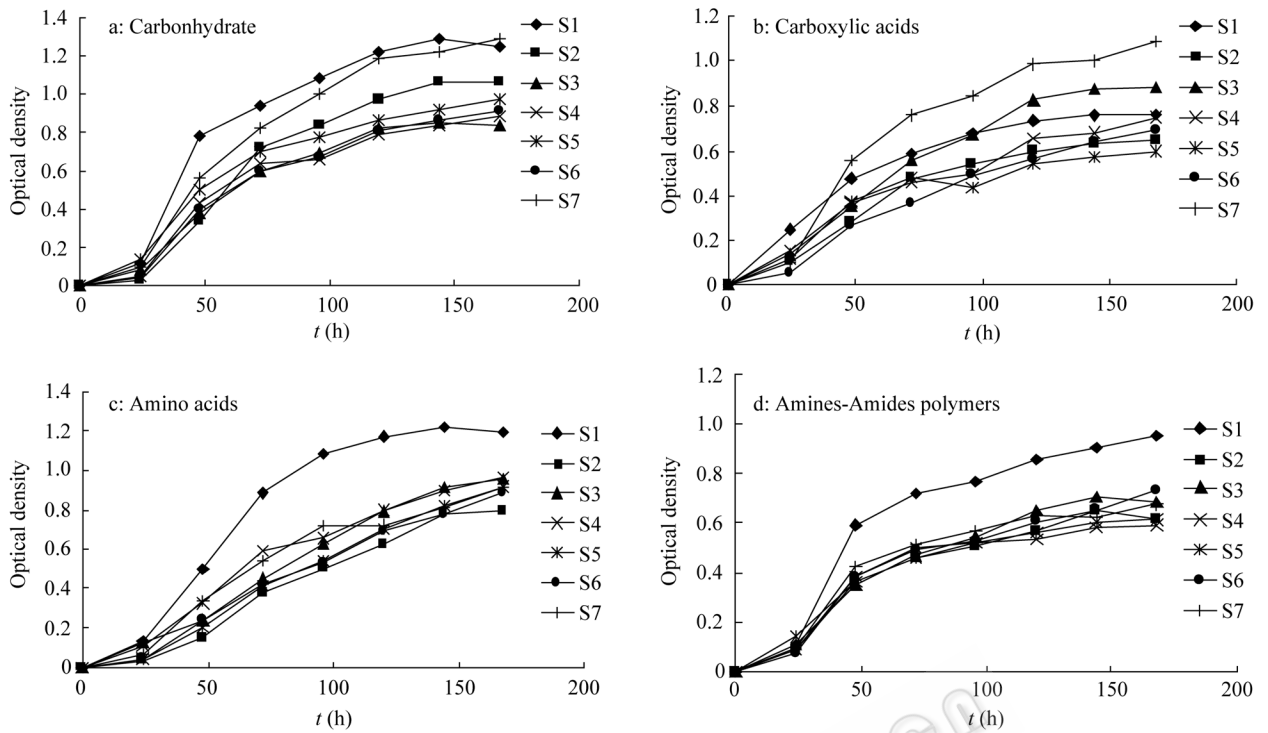 a: Carbonhydrate
Optical density
1.4
1.2
1.0
0.8
0.6
0.4
0.2
0
0 50 100 150 200
t (h)
S1
S2
S3
S4
S5
S6
S7
b: Carboxylic acids
Optical density
1.2
1.0
0.8
0.6
0.4
0.2
0
0 50 100 150 200
t (h)
S1
S2
S3
S4
S5
S6
S7
c: Amino acids
Optical density
1.4
1.2
1.0
0.8
0.6
0.4
0.2
0
0 50 100 150 200
t (h)
S1
S2
S3
S4
S5
S6
S7
d: Amines-Amides polymers
Optical density
1.2
1.0
0.8
0.6
0.4
0.2
0
0 50 100 150 200
t (h)
S1
S2
S3
S4
S5
S6
S7